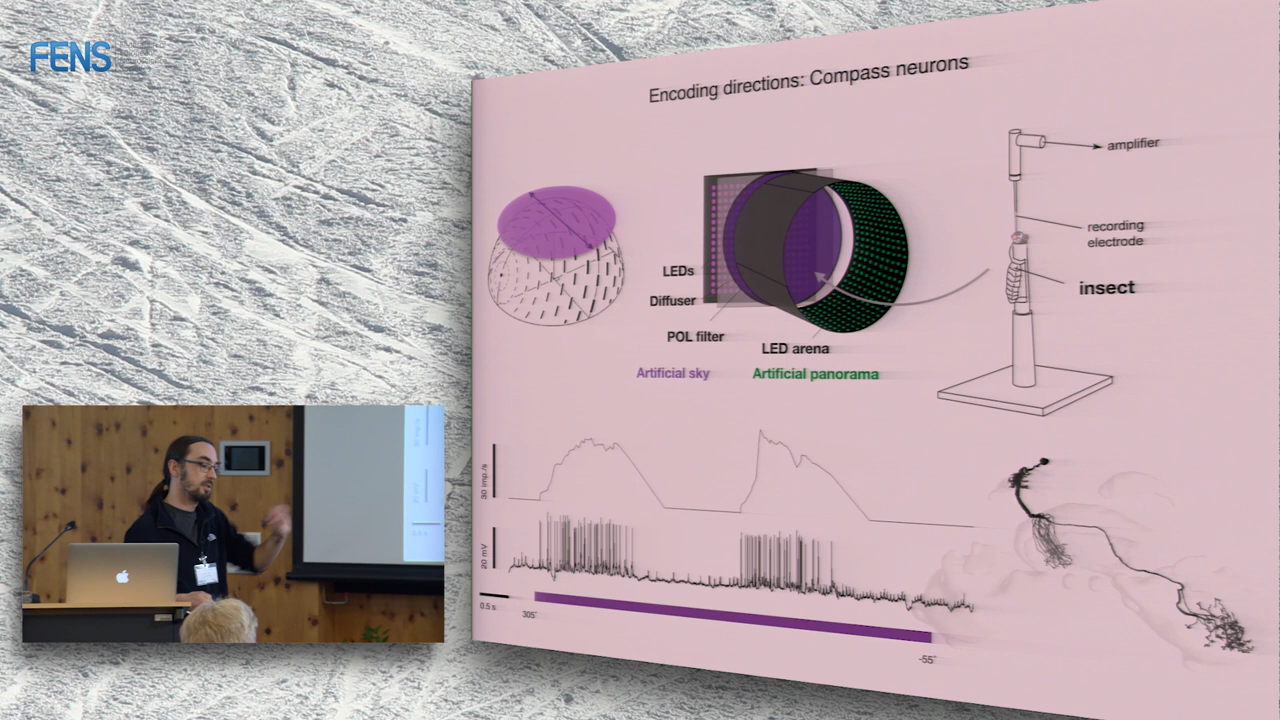 FENS
Encoding directions: Compass neurons
amplifier
recording
electrode
insect
LEDs
Diffuser
POL filter
LED arena
Artificial sky
Artificial panorama
30 imp./s
20 mV
0.5 s
305°
-55°